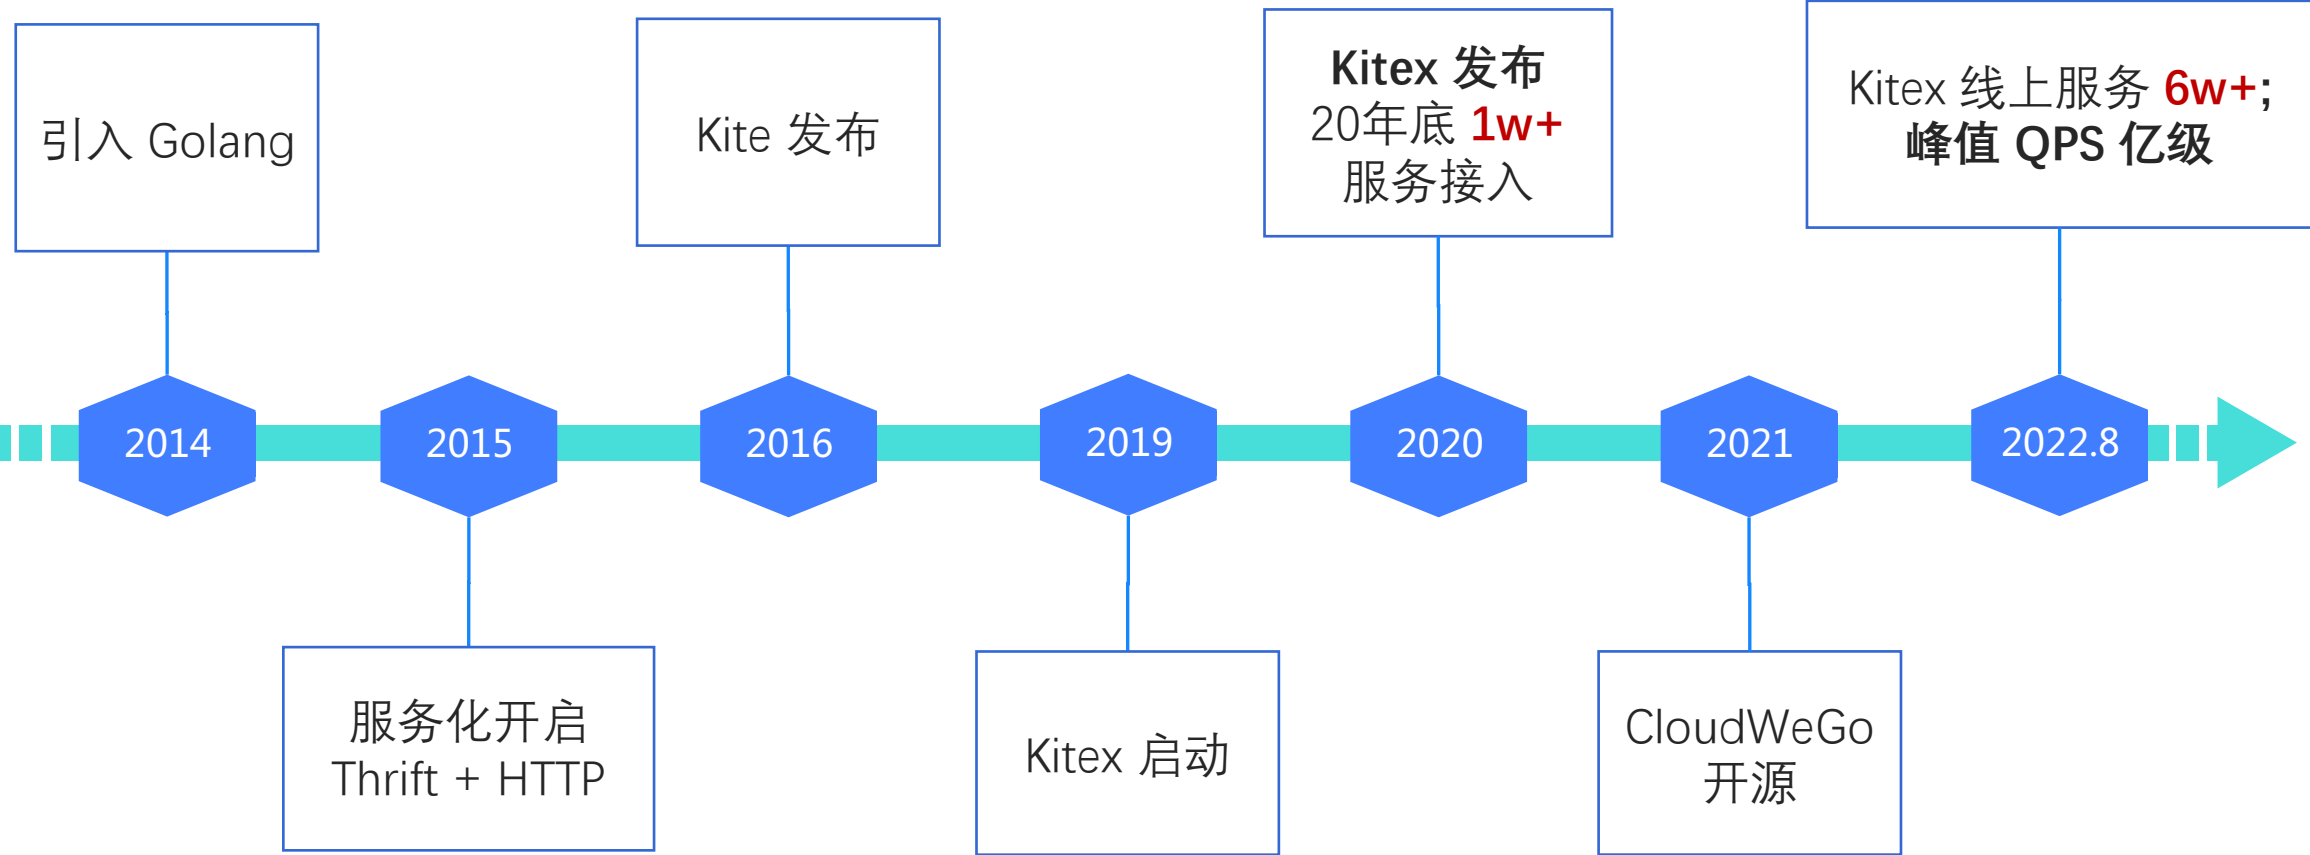 引入 Golang
Kite 发布
Kitex 发布
20年底 1w+
服务接入
Kitex 线上服务 6w+;
峰值 QPS 亿级
2014
2015
2016
2019
2020
2021
2022.8
服务化开启
Thrift + HTTP
Kitex 启动
CloudWeGo
开源